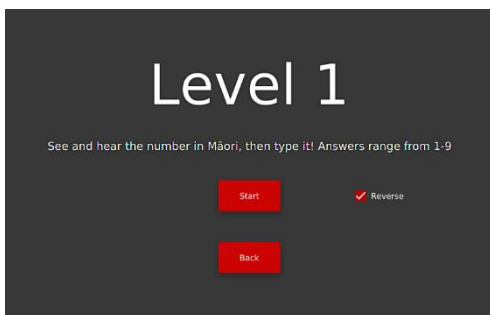 Level 1
See and hear the number in Māori, then type it! Answers range from 1-9
Start
Reverse
Back